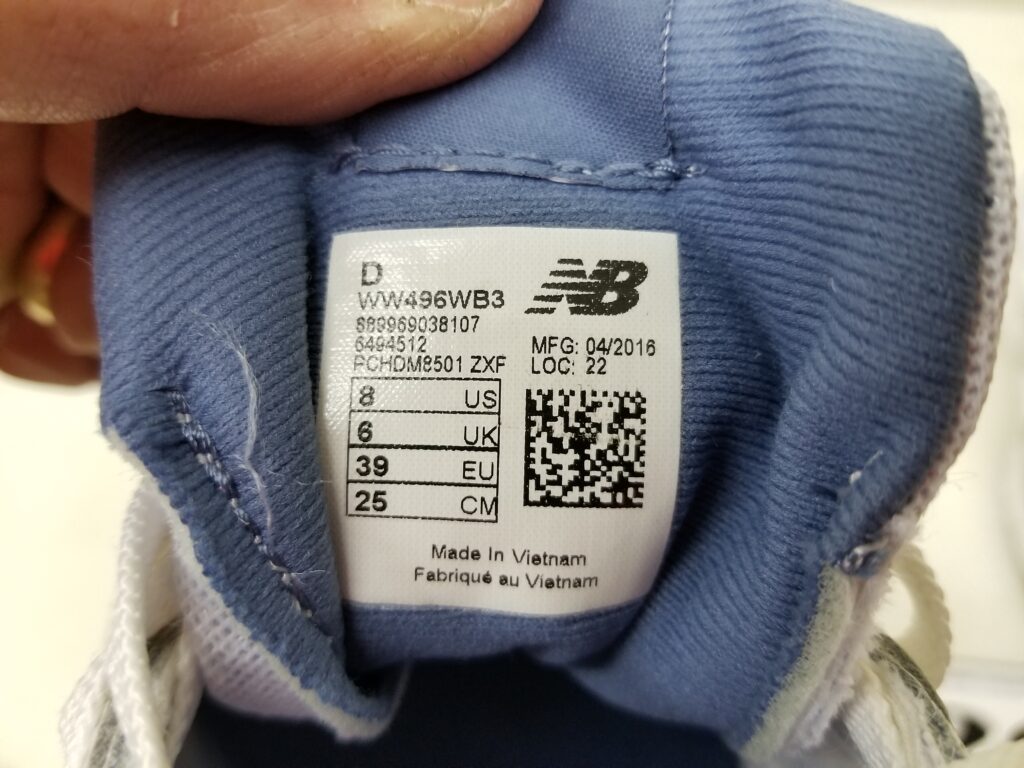 D
WW496WB3
NB
889969038107
6494512
PCHDM8501 ZXF
MFG: 04/2016
LOC: 22
8 US
6 UK
39 EU
25 CM
Made In Vietnam
Fabriqué au Vietnam